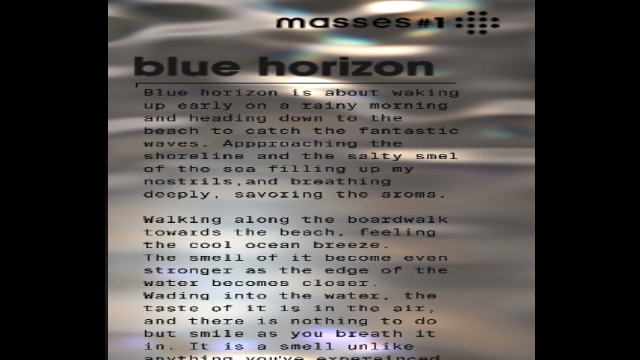 masses#1
blue horizon
Blue horizon is about waking
up early on a rainy morning
and heading down to the
beach to catch the fantastic
waves. Appproaching the
shoreline and the salty smel
of the sea filling up my
nostrils,and breathing
deeply, savoring the aroma.
Walking along the boardwalk
towards the beach, feeling
the cool ocean breeze.
The smell of it become even
stronger as the edge of the
water becomes closer.
Wading into the water, the
taste of it is in the air,
and there is nothing to do
but smile as you breath it
in. It is a smell unlike
anything you've expereinced